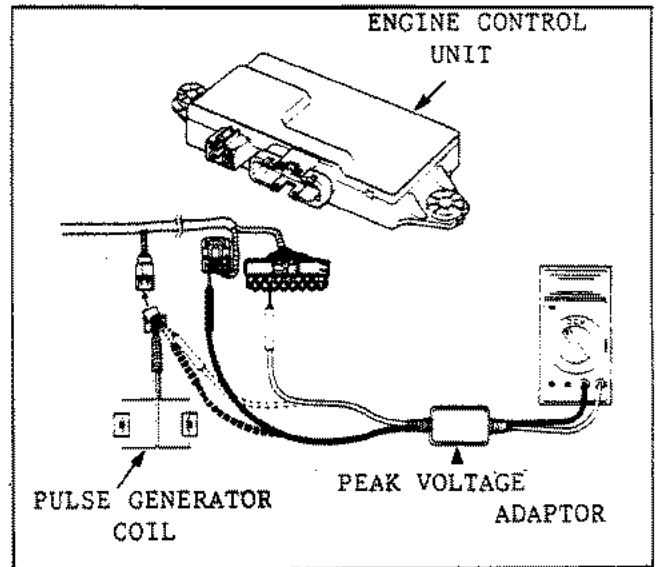 ENGINE CONTROL
UNIT
PULSE GENERATOR
COIL
PEAK VOLTAGE
ADAPTOR